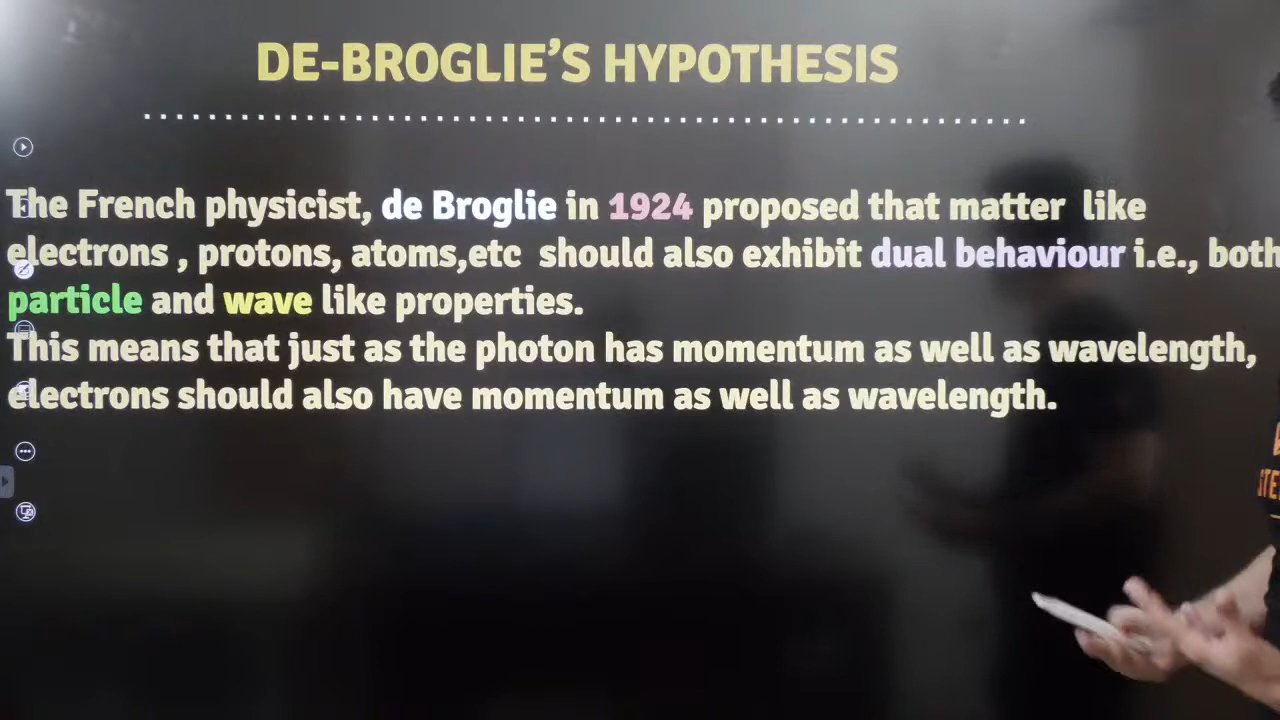 DE-BROGLIE’S HYPOTHESIS
The French physicist, de Broglie in 1924 proposed that matter like
electrons , protons, atoms,etc should also exhibit dual behaviour i.e., both
particle and wave like properties.
This means that just as the photon has momentum as well as wavelength,
electrons should also have momentum as well as wavelength.